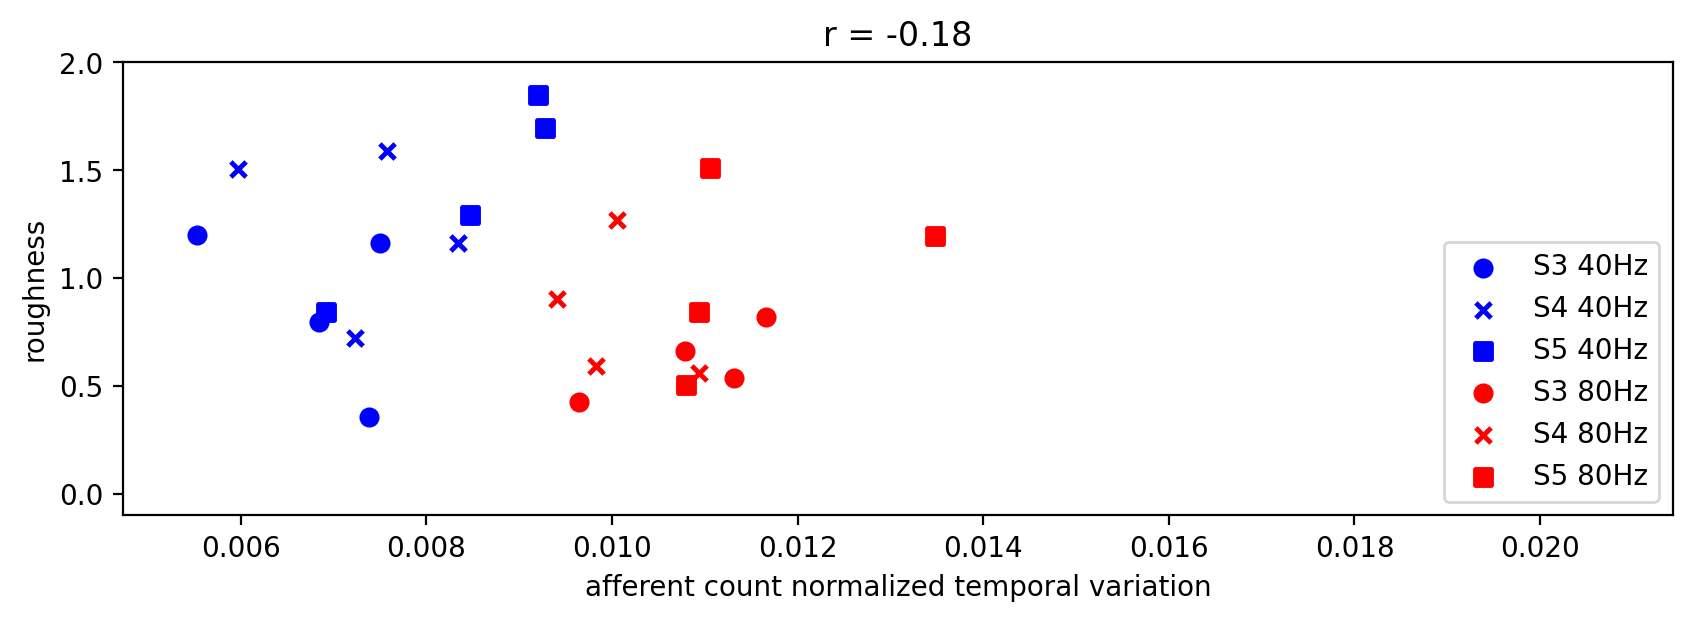 r = -0.18
2.0
1.5
1.0
0.5
0.0
roughness
S3 40Hz
S4 40Hz
S5 40Hz
S3 80Hz
S4 80Hz
S5 80Hz
0.006 0.008 0.010 0.012 0.014 0.016 0.018 0.020
afferent count normalized temporal variation